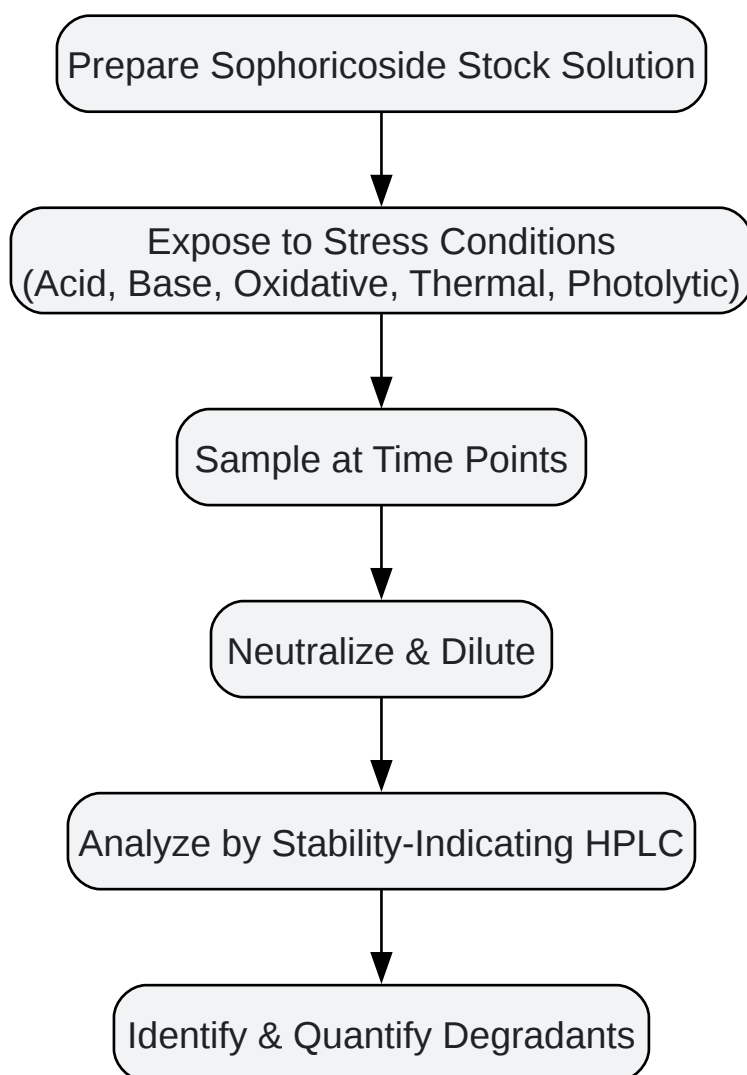 Prepare Sophoricoside Stock Solution
Expose to Stress Conditions
(Acid, Base, Oxidative, Thermal, Photolytic)
Sample at Time Points
Neutralize & Dilute
Analyze by Stability-Indicating HPLC
Identify & Quantify Degradants